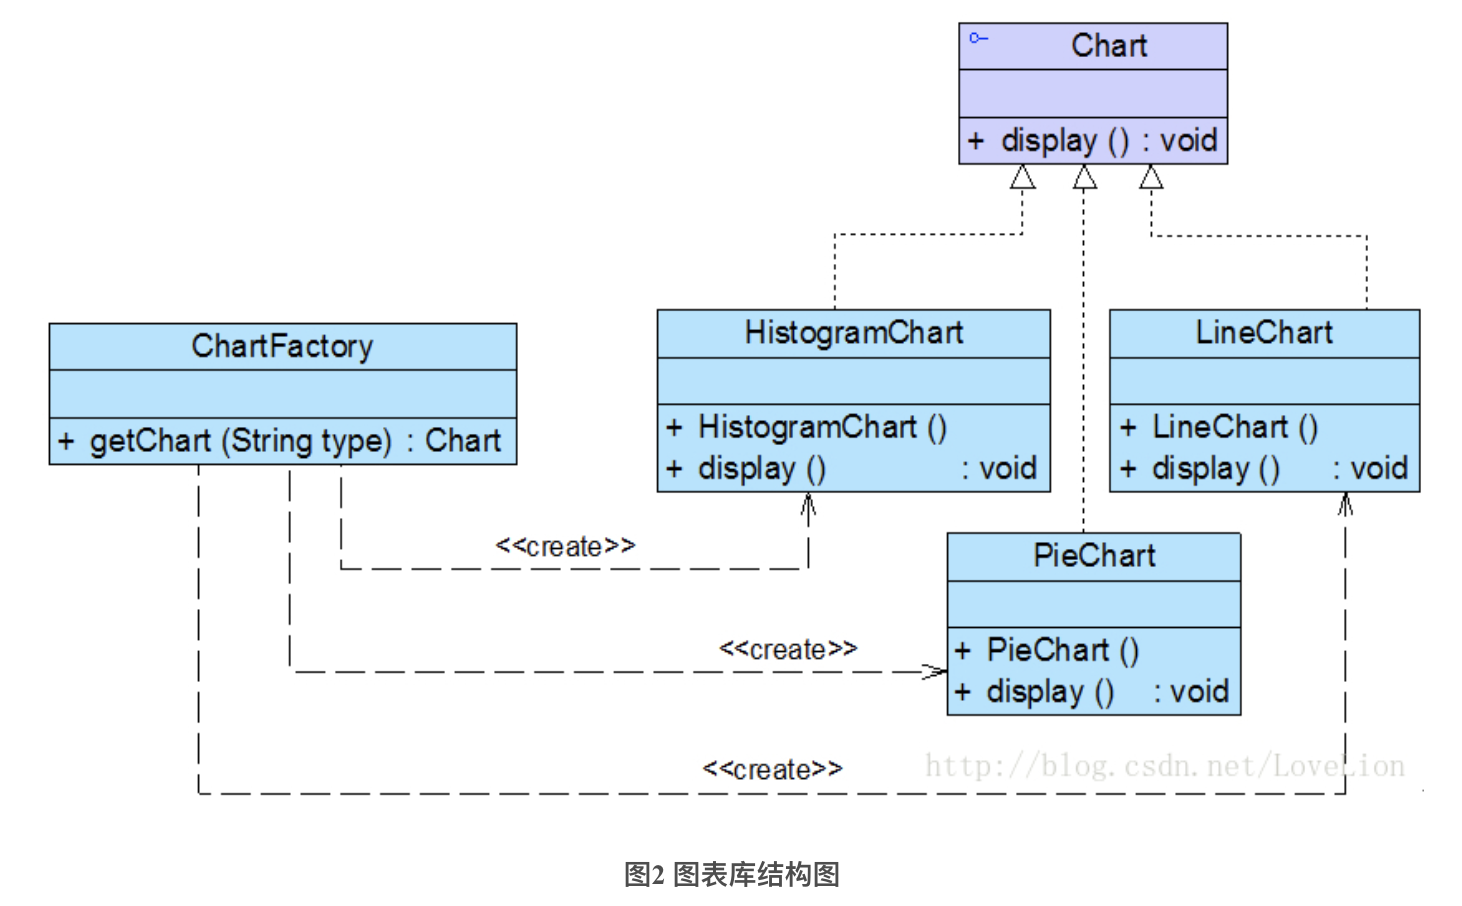 Chart
+ display () : void
ChartFactory
+ getChart (String type) : Chart
HistogramChart
+ HistogramChart ()
+ display () : void
LineChart
+ LineChart ()
+ display () : void
PieChart
+ PieChart ()
+ display () : void
<<create>>
<<create>>
<<create>>
http://blog.csdn.net/LoveLion
图2 图表库结构图